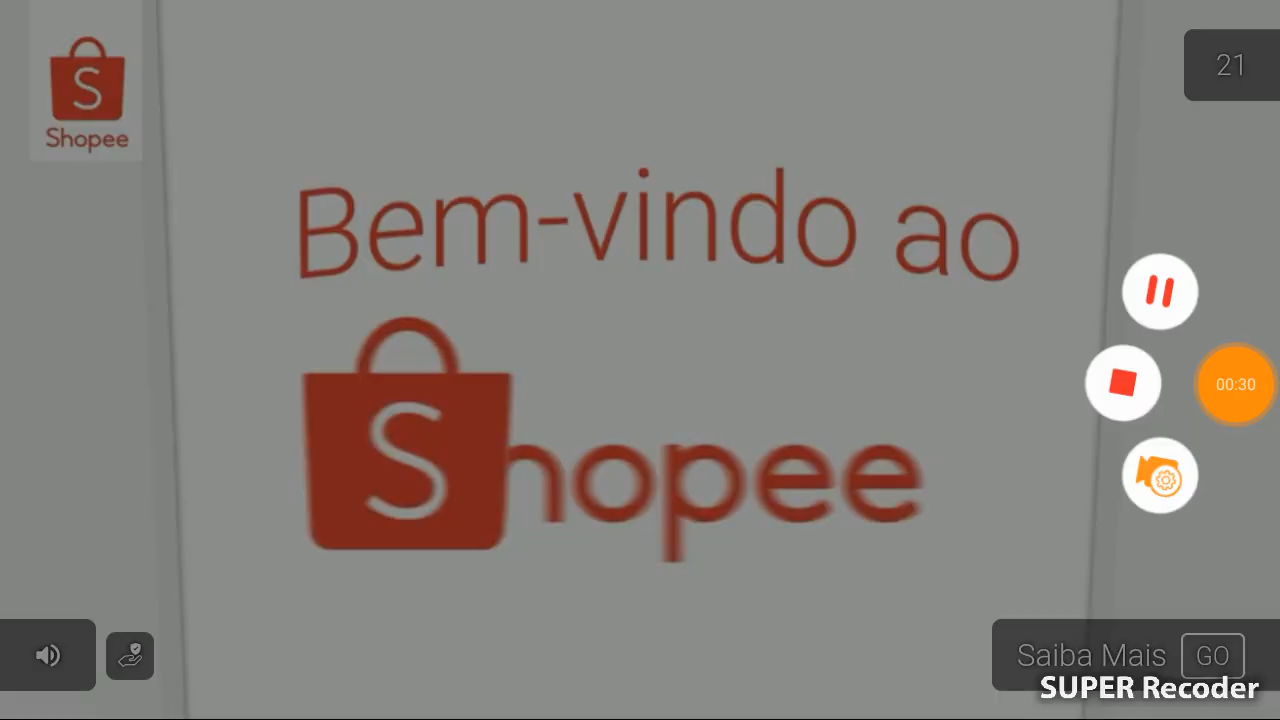 S
Shopee
21
Bem-vindo ao
Shopee
00:30
Saiba Mais GO
SUPER Recoder